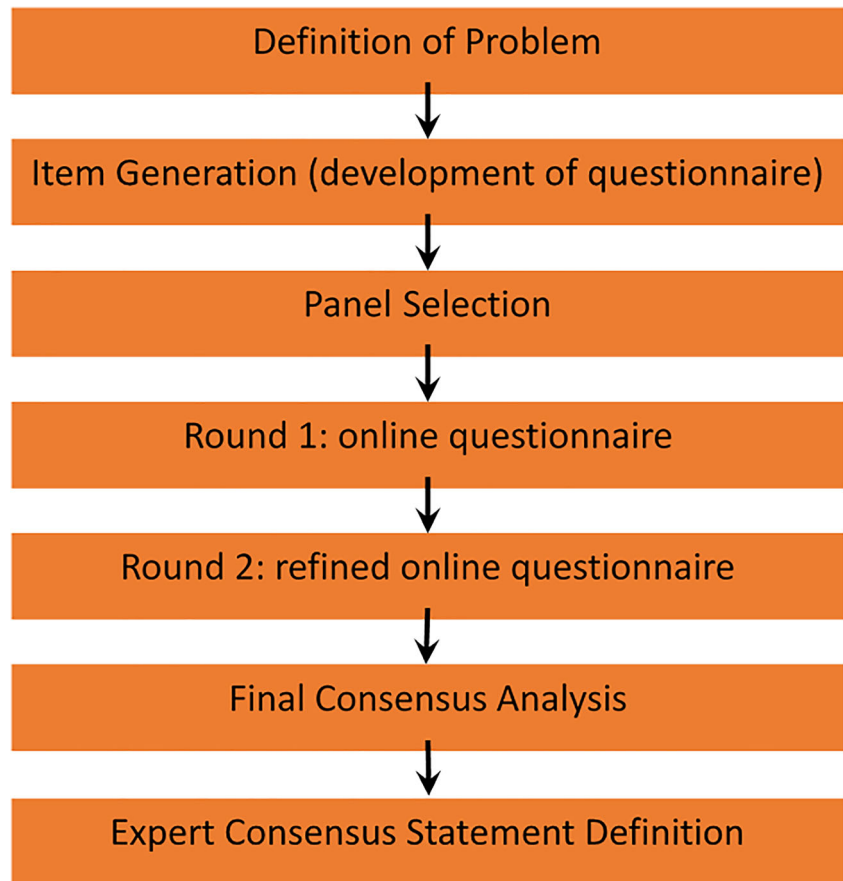 Definition of Problem
Item Generation (development of questionnaire)
Panel Selection
Round 1: online questionnaire
Round 2: refined online questionnaire
Final Consensus Analysis
Expert Consensus Statement Definition